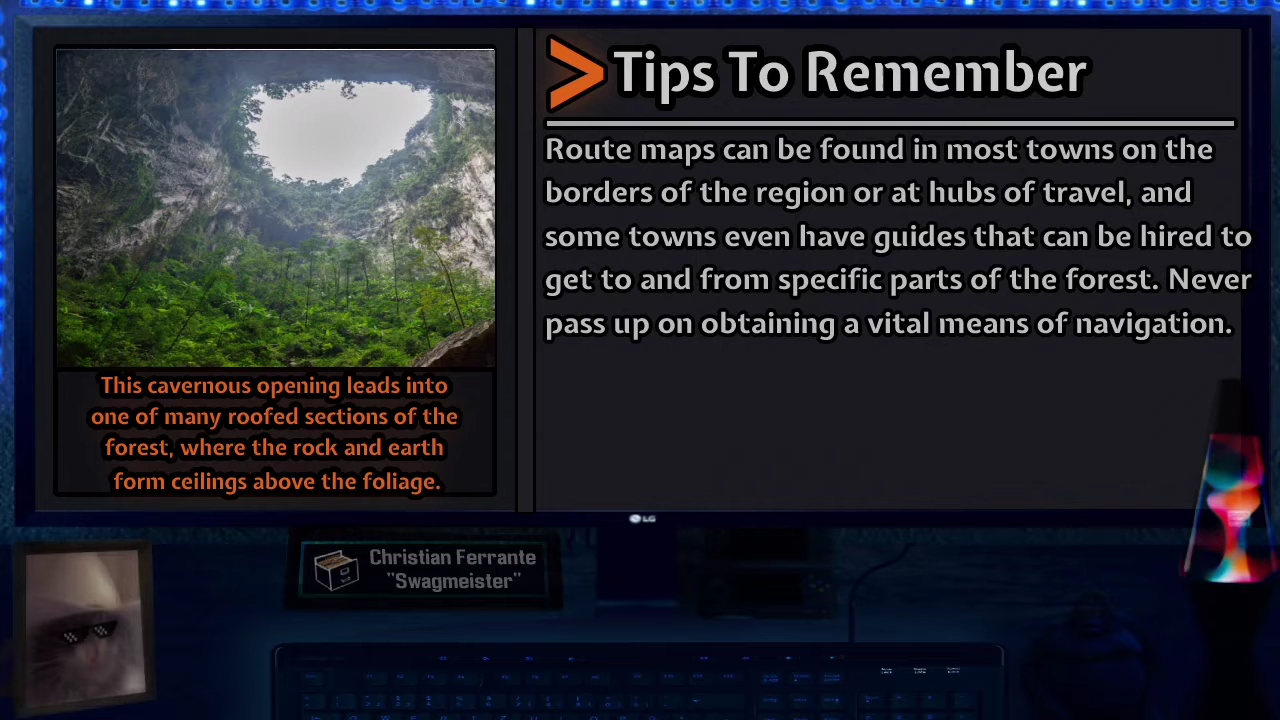 > Tips To Remember
Route maps can be found in most towns on the
borders of the region or at hubs of travel, and
some towns even have guides that can be hired to
get to and from specific parts of the forest. Never
pass up on obtaining a vital means of navigation.
This cavernous opening leads into
one of many roofed sections of the
forest, where the rock and earth
form ceilings above the foliage.
LG
Christian Ferrante
"Swagmeister"